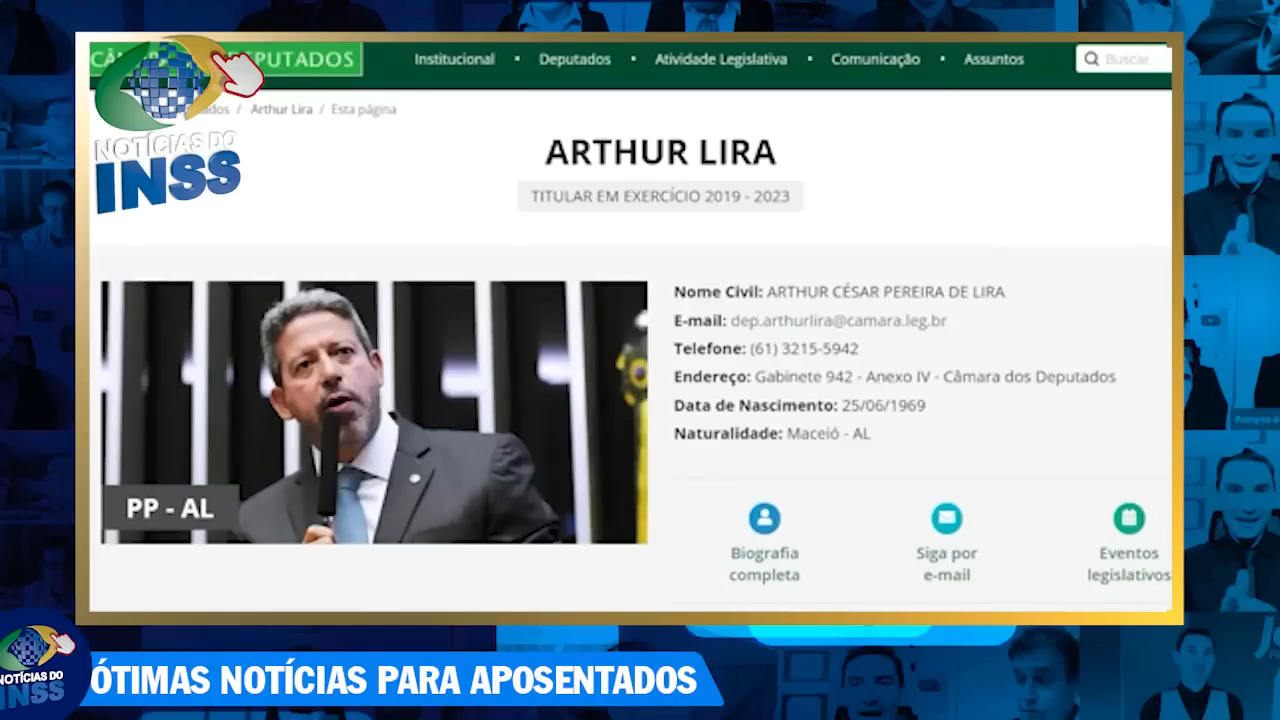 DEPUTADOS
Institucional • Deputados • Atividade Legislativa • Comunicação • Assuntos
Buscar
/ Arthur Lira / Esta página
NOTÍCIAS DO
INSS
ARTHUR LIRA
TITULAR EM EXERCÍCIO 2019 - 2023
Nome Civil: ARTHUR CÉSAR PEREIRA DE LIRA
E-mail: dep.arthurlira@camara.leg.br
Telefone: (61) 3215-5942
Endereço: Gabinete 942 - Anexo IV - Câmara dos Deputados
Data de Nascimento: 25/06/1969
Naturalidade: Maceió - AL
PP - AL
Biografia
completa
Siga por
e-mail
Eventos
legislativos
NOTÍCIAS DO
INSS
ÓTIMAS NOTÍCIAS PARA APOSENTADOS